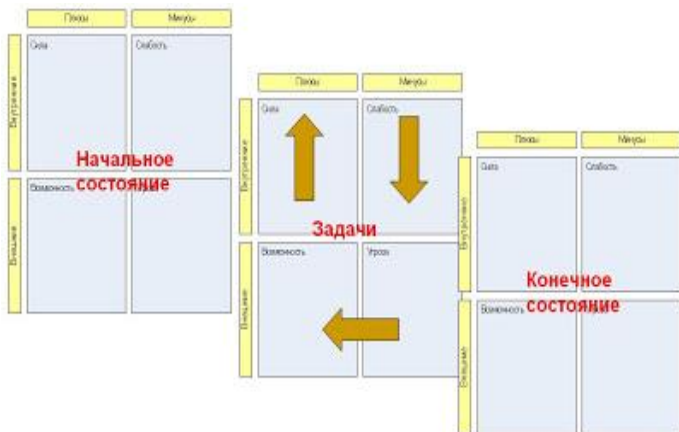 Плюсы
Минусы
Сила
Слабость
Внутренние
Начальное
состояние
Возможность
Внешние
Плюсы
Минусы
Сила
Слабость
Внутренние
Задачи
Возможность
Угроза
Внешние
Плюсы
Минусы
Сила
Слабость
Внутренние
Конечное
состояние
Возможность
Внешние